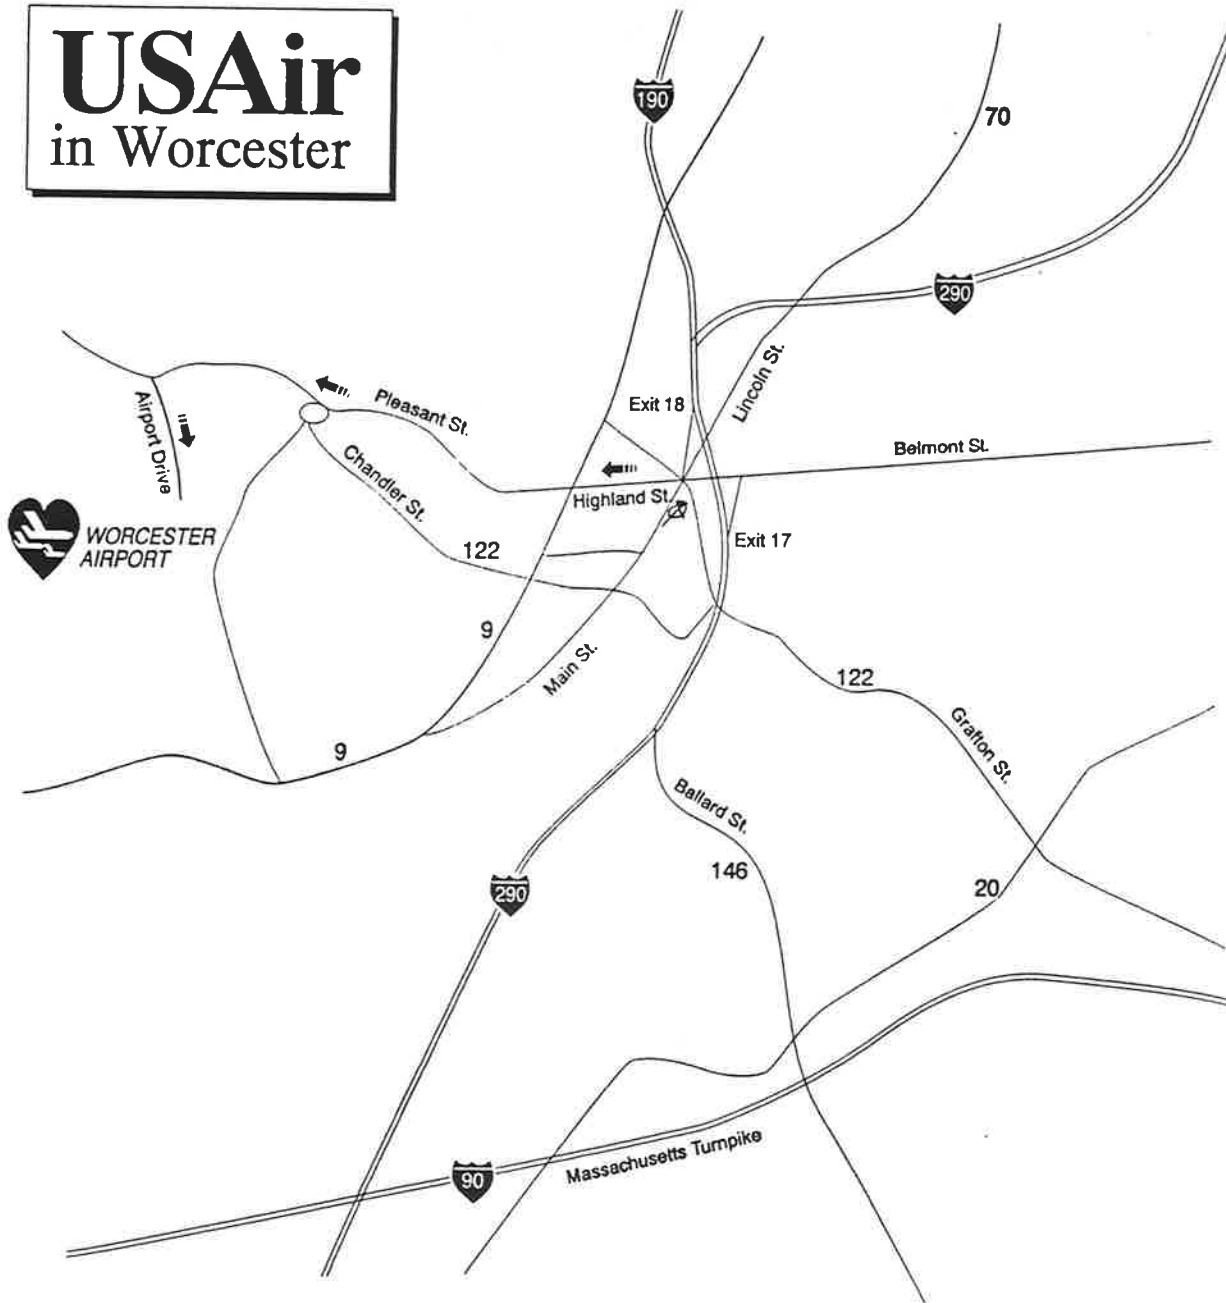 USAir
in Worcester
190
70
290
Airport Drive
Pleasant St.
Exit 18
Lincoln St.
Belmont St.
Chandler St.
Highland St.
WORCESTER
AIRPORT
122
Exit 17
9
Main St.
122
Grafton St.
9
Ballard St.
146
290
20
Massachusetts Turnpike
90